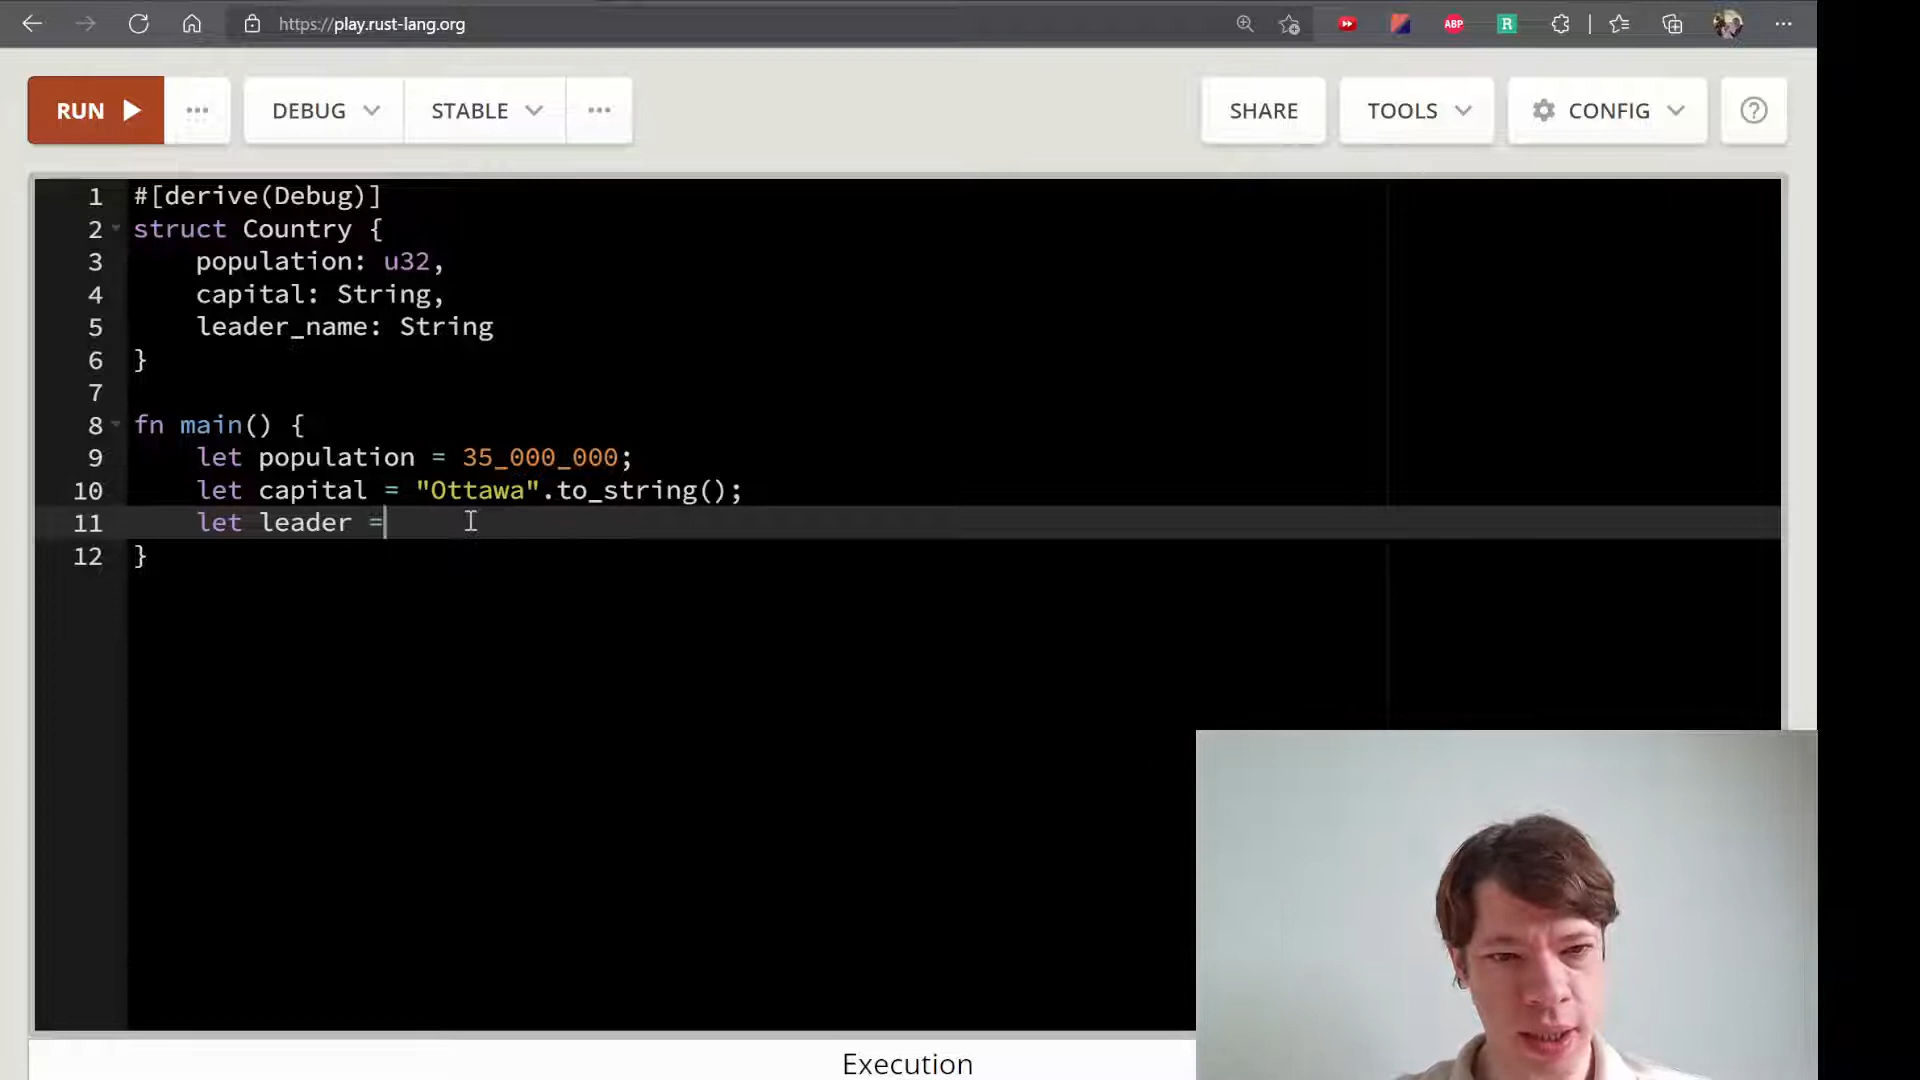 https://play.rust-lang.org
ABP
R
RUN
DEBUG
STABLE
SHARE
TOOLS
CONFIG
?
1 #[derive(Debug)]
2 struct Country {
3 population: u32,
4 capital: String,
5 leader_name: String
6 }
7
8 fn main() {
9 let population = 35_000_000;
10 let capital = "Ottawa".to_string();
11 let leader =
12 }
Execution